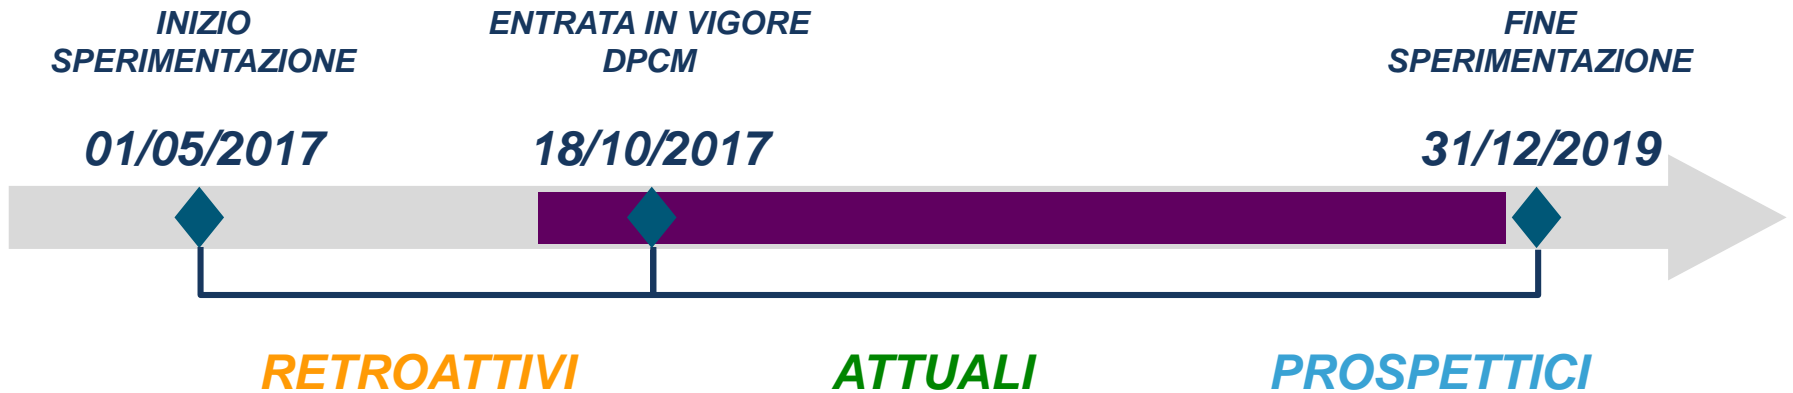 INIZIO
SPERIMENTAZIONE
ENTRATA IN VIGORE
DPCM
FINE
SPERIMENTAZIONE
01/05/2017
18/10/2017
31/12/2019
RETROATTIVI
ATTUALI
PROSPETTICI